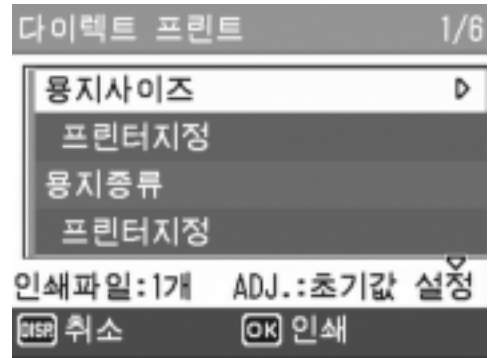 다이렉트 프린트 1/6
용지사이즈
프린터지정
용지종류
프린터지정
인쇄파일:1개 ADJ.:초기값 설정
DISP. 취소 OK 인쇄